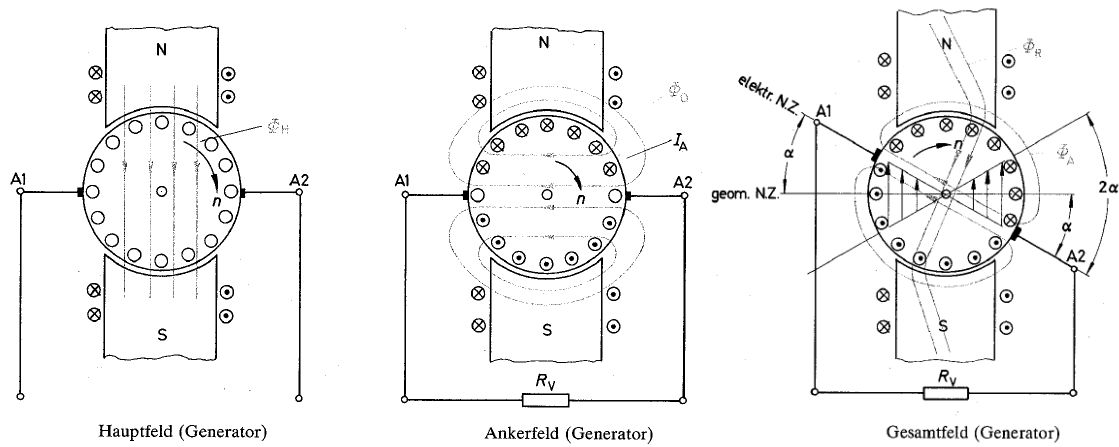 N
Φ_H
A1
A2
n
S
Hauptfeld (Generator)
N
Φ_Q
I_A
A1
A2
n
S
R_V
Ankerfeld (Generator)
N
Φ_R
elektr. N.Z.
A1
n
Φ_A
α
geom. N.Z.
2α
α
A2
S
R_V
Gesamtfeld (Generator)